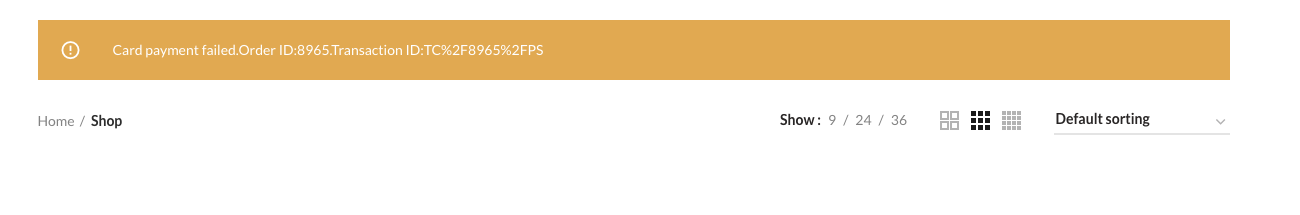 Card payment failed.Order ID:8965.Transaction ID:TC%2F8965%2FPS
Home / Shop
Show : 9 / 24 / 36
Default sorting